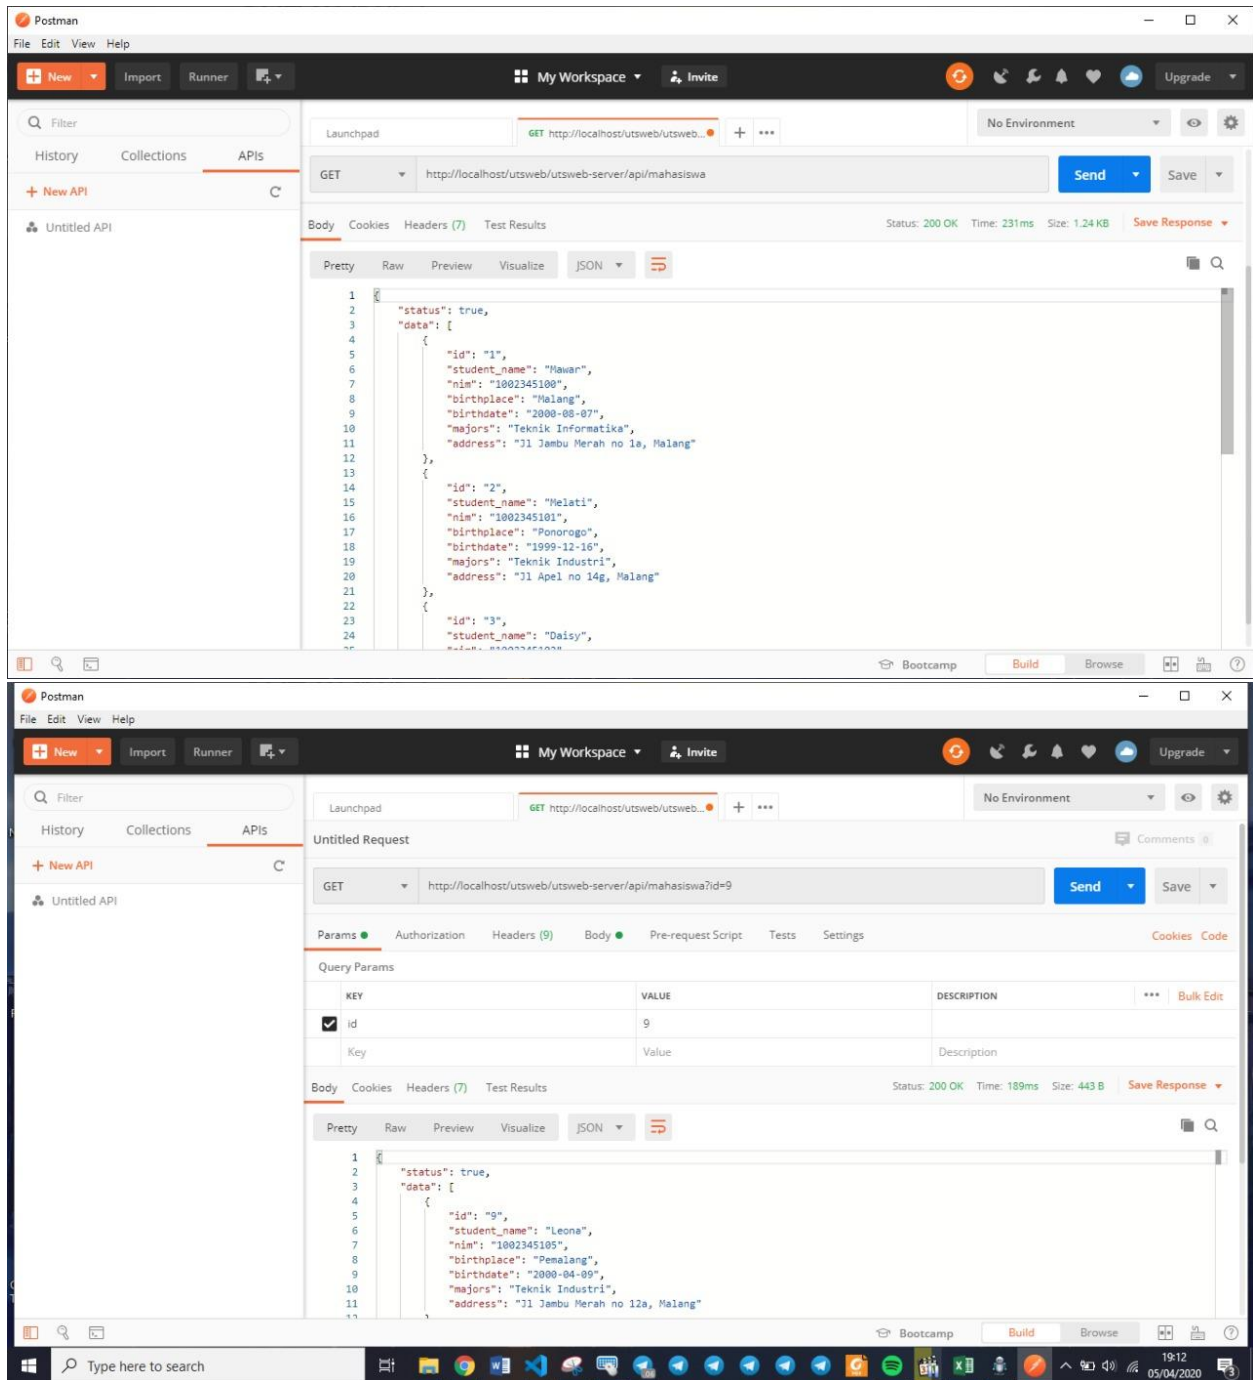 Postman
File Edit View Help
New Import Runner My Workspace Invite Upgrade
Filter
Launchpad GET http://localhost/utsweb/utsweb... + ••• No Environment
History Collections APIs
GET http://localhost/utsweb/utsweb-server/api/mahasiswa Send Save
+ New API
Untitled API
Body Cookies Headers (7) Test Results Status: 200 OK Time: 231ms Size: 1.24 KB Save Response
Pretty Raw Preview Visualize JSON
1 {
2 "status": true,
3 "data": [
4 {
5 "id": "1",
6 "student_name": "Mawar",
7 "nim": "1002345100",
8 "birthplace": "Malang",
9 "birthdate": "2000-08-07",
10 "majors": "Teknik Informatika",
11 "address": "Jl Jambu Merah no 1a, Malang"
12 },
13 {
14 "id": "2",
15 "student_name": "Melati",
16 "nim": "1002345101",
17 "birthplace": "Ponorogo",
18 "birthdate": "1999-12-16",
19 "majors": "Teknik Industri",
20 "address": "Jl Apel no 14g, Malang"
21 },
22 {
23 "id": "3",
24 "student_name": "Daisy",
Bootcamp Build Browse
Postman
File Edit View Help
New Import Runner My Workspace Invite Upgrade
Filter
Launchpad GET http://localhost/utsweb/utsweb... + ••• No Environment
History Collections APIs
Untitled Request Comments 0
+ New API
GET http://localhost/utsweb/utsweb-server/api/mahasiswa?id=9 Send Save
Untitled API
Params Authorization Headers (9) Body Pre-request Script Tests Settings Cookies Code
Query Params
KEY VALUE DESCRIPTION ••• Bulk Edit
id 9
Key Value Description
Body Cookies Headers (7) Test Results Status: 200 OK Time: 189ms Size: 443 B Save Response
Pretty Raw Preview Visualize JSON
1 {
2 "status": true,
3 "data": [
4 {
5 "id": "9",
6 "student_name": "Leona",
7 "nim": "1002345105",
8 "birthplace": "Pemalang",
9 "birthdate": "2000-04-09",
10 "majors": "Teknik Industri",
11 "address": "Jl Jambu Merah no 12a, Malang"
Bootcamp Build Browse
Type here to search
19:12
05/04/2020